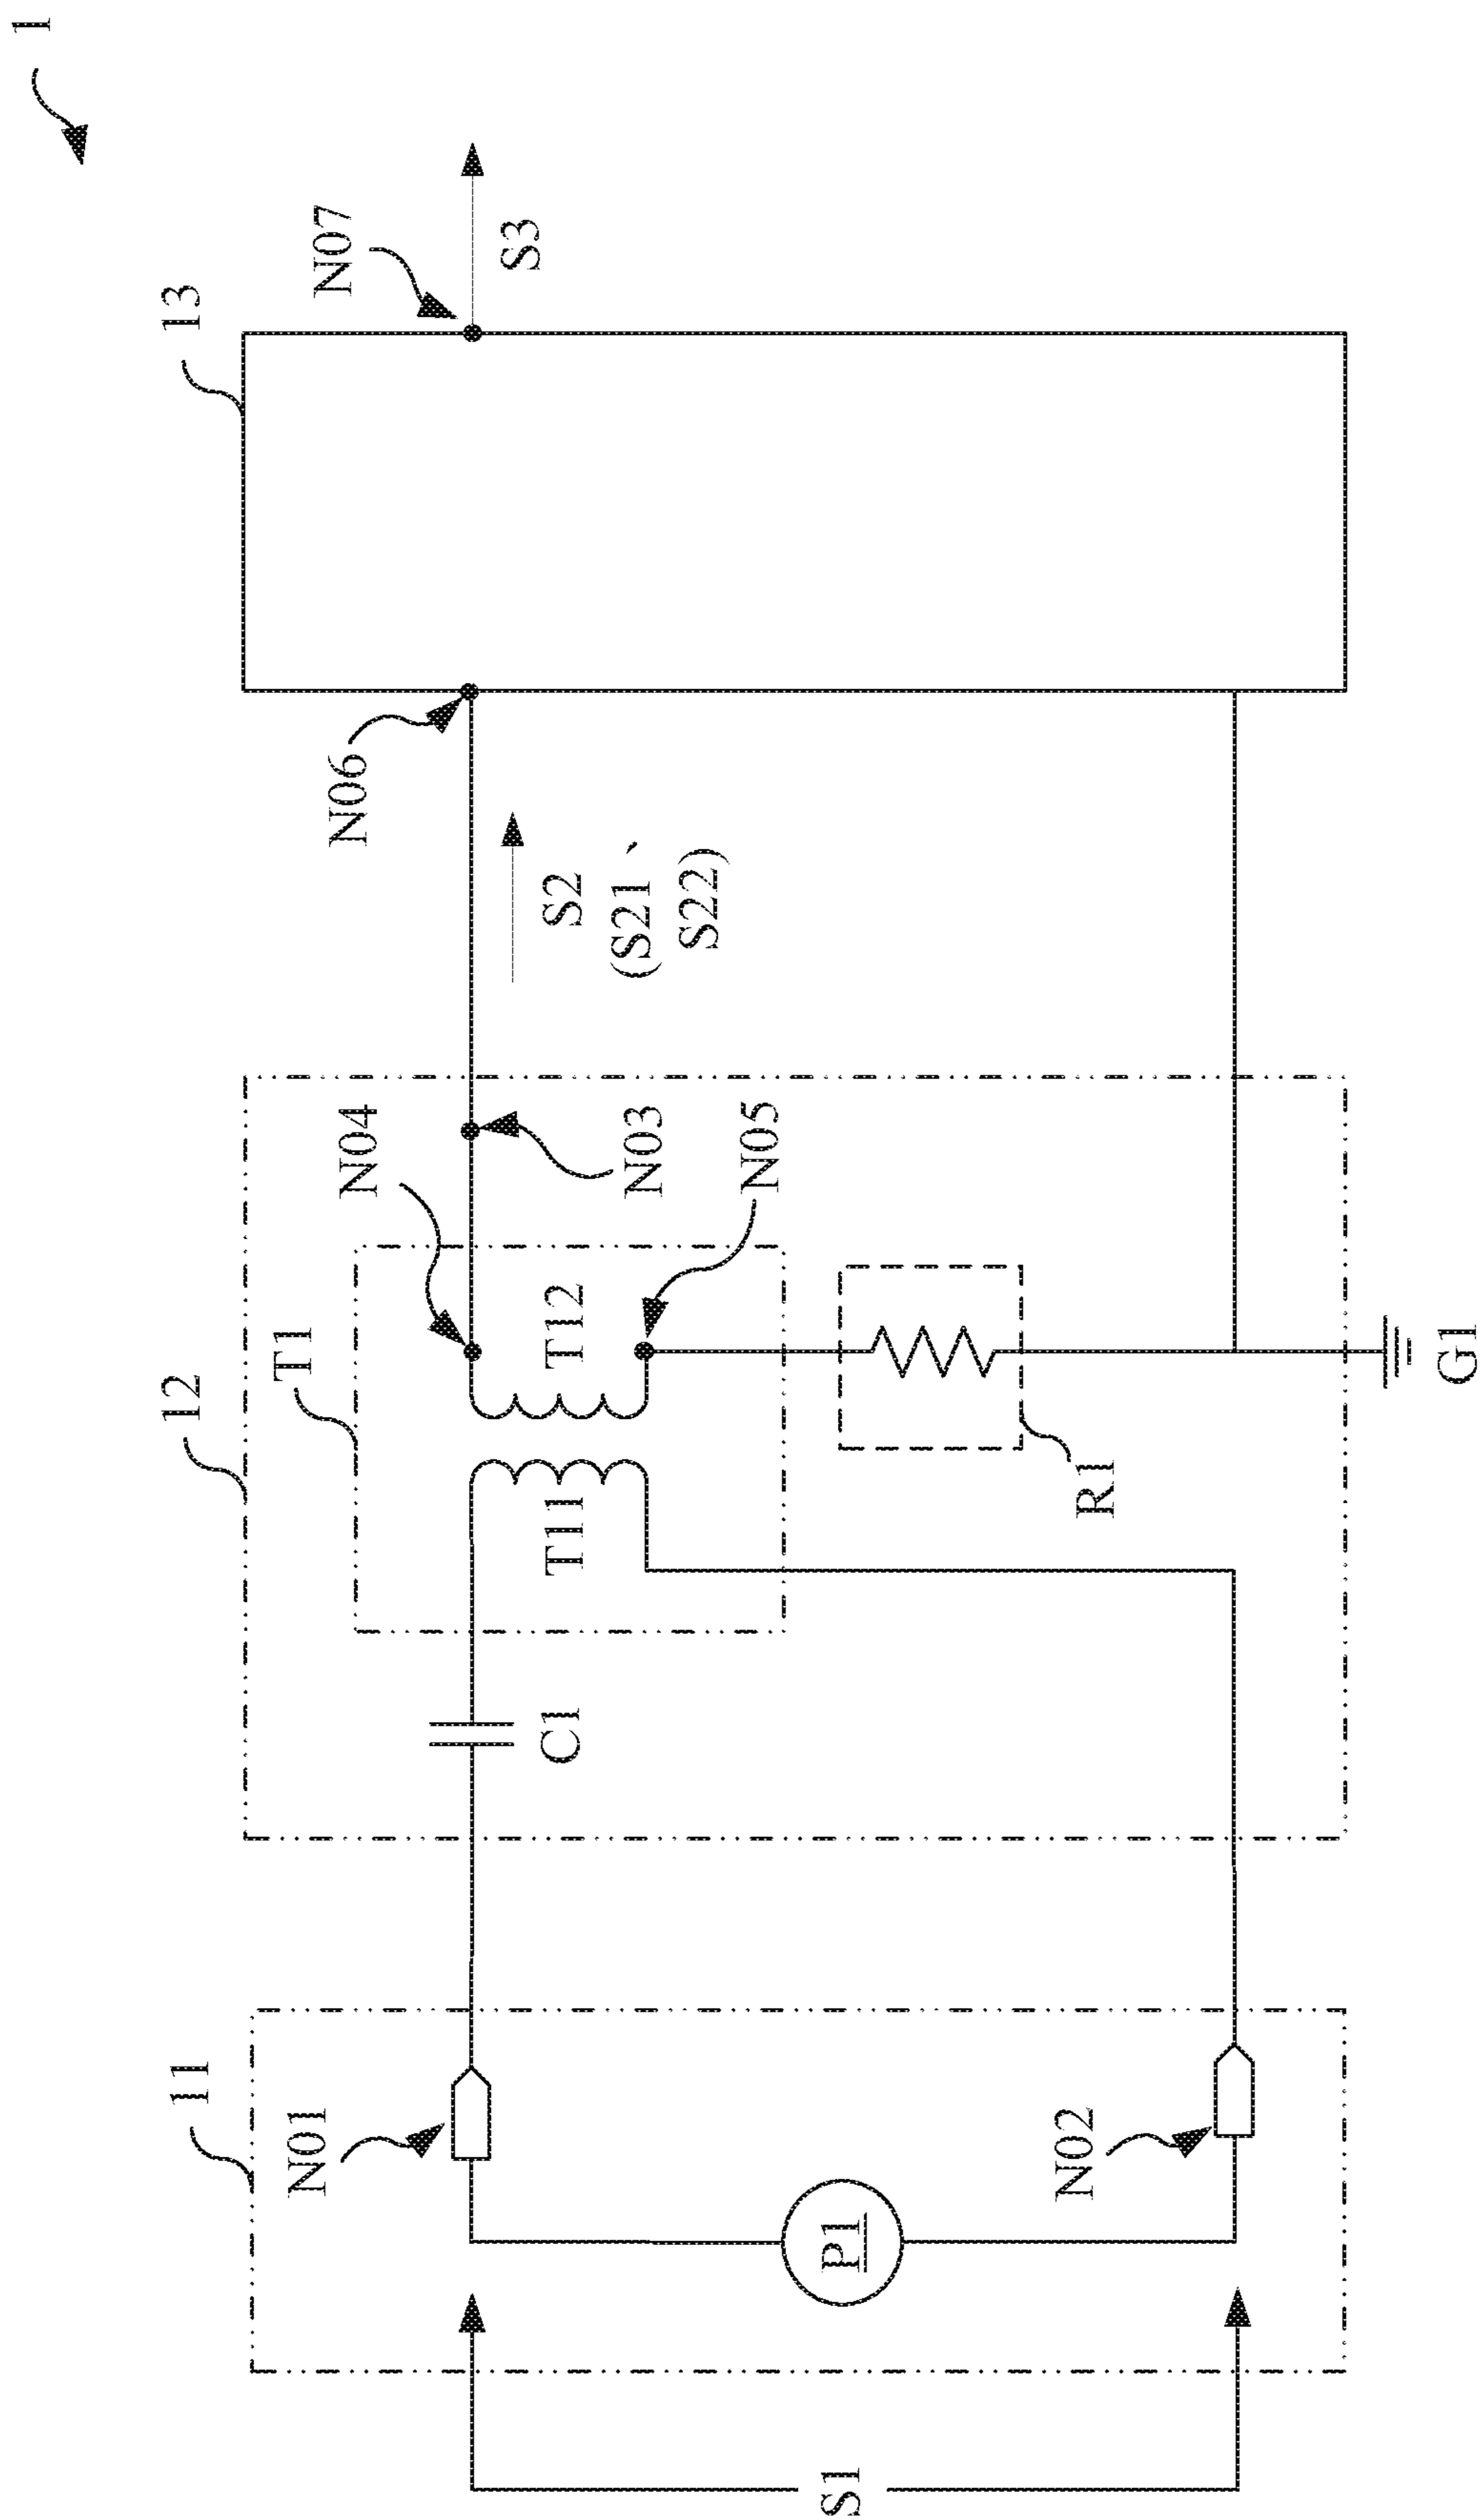 1
13
N07
S3
N06
S2
(S21、
S22)
12
T1
N04
N03
N05
T12
T11
C1
R1
G1
11
N01
N02
P1
S1